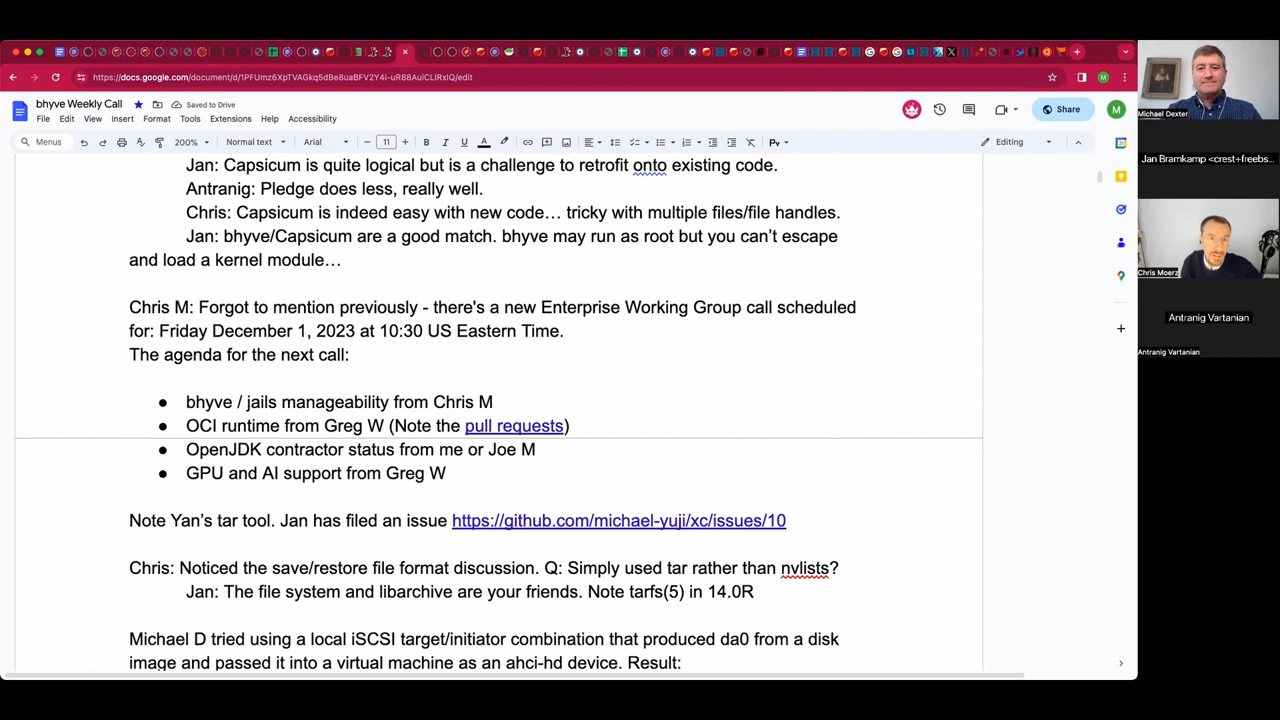 https://docs.google.com/document/d/1PFUmz6XpTVAGkq5dBe8uaBFV2Y4i-uR88AuiCLlRxIQ/edit
bhyve Weekly Call
Saved to Drive
File Edit View Insert Format Tools Extensions Help Accessibility
Share
M
Menus
200%
Normal text
Arial
11
Editing
Jan: Capsicum is quite logical but is a challenge to retrofit onto existing code.
Antranig: Pledge does less, really well.
Chris: Capsicum is indeed easy with new code… tricky with multiple files/file handles.
Jan: bhyve/Capsicum are a good match. bhyve may run as root but you can’t escape
and load a kernel module…
Chris M: Forgot to mention previously - there's a new Enterprise Working Group call scheduled
for: Friday December 1, 2023 at 10:30 US Eastern Time.
The agenda for the next call:
● bhyve / jails manageability from Chris M
● OCI runtime from Greg W (Note the pull requests)
● OpenJDK contractor status from me or Joe M
● GPU and AI support from Greg W
Note Yan’s tar tool. Jan has filed an issue https://github.com/michael-yuji/xc/issues/10
Chris: Noticed the save/restore file format discussion. Q: Simply used tar rather than nvlists?
Jan: The file system and libarchive are your friends. Note tarfs(5) in 14.0R
Michael D tried using a local iSCSI target/initiator combination that produced da0 from a disk
image and passed it into a virtual machine as an ahci-hd device. Result:
Michael Dexter
Jan Bramkamp <crest+freebs...
Chris Moerz
Antranig Vartanian
Antranig Vartanian